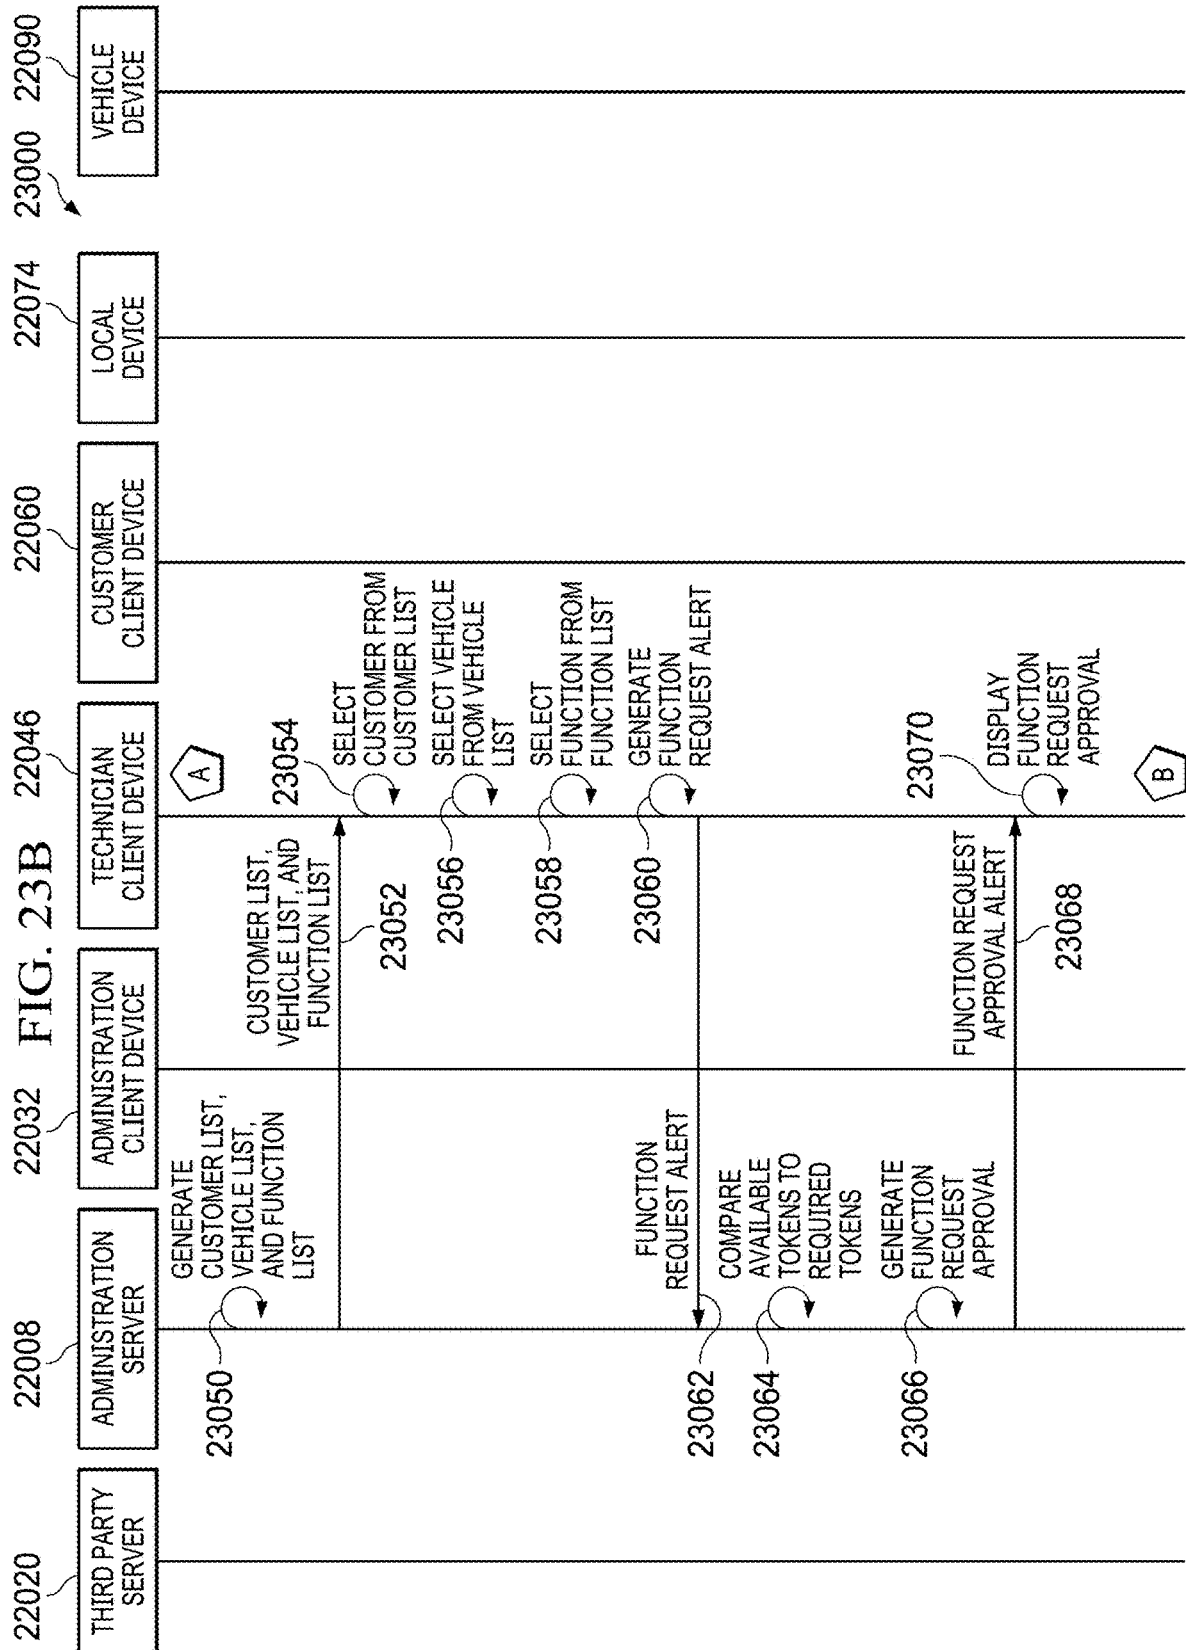 FIG. 23B
23000
22020
THIRD PARTY
SERVER
22008
ADMINISTRATION
SERVER
22032
ADMINISTRATION
CLIENT DEVICE
22046
TECHNICIAN
CLIENT DEVICE
22060
CUSTOMER
CLIENT DEVICE
22074
LOCAL
DEVICE
22090
VEHICLE
DEVICE
A
23050
GENERATE
CUSTOMER LIST,
VEHICLE LIST,
AND FUNCTION
LIST
CUSTOMER LIST,
VEHICLE LIST, AND
FUNCTION LIST
23052
23054
SELECT
CUSTOMER FROM
CUSTOMER LIST
23056
SELECT VEHICLE
FROM VEHICLE
LIST
23058
SELECT
FUNCTION FROM
FUNCTION LIST
23060
GENERATE
FUNCTION
REQUEST ALERT
FUNCTION
REQUEST ALERT
23062
23064
COMPARE
AVAILABLE
TOKENS TO
REQUIRED
TOKENS
23066
GENERATE
FUNCTION
REQUEST
APPROVAL
FUNCTION REQUEST
APPROVAL ALERT
23068
23070
DISPLAY
FUNCTION
REQUEST
APPROVAL
B